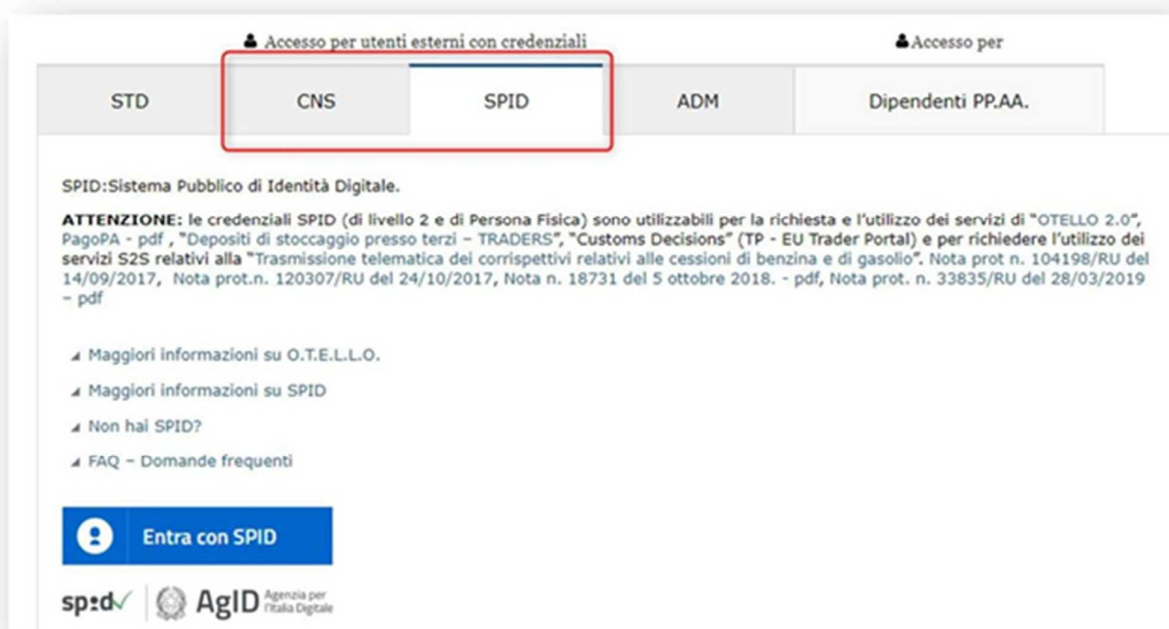 Accesso per utenti esterni con credenziali
Accesso per
STD
CNS
SPID
ADM
Dipendenti PP.AA.
SPID:Sistema Pubblico di Identità Digitale.
ATTENZIONE: le credenziali SPID (di livello 2 e di Persona Fisica) sono utilizzabili per la richiesta e l'utilizzo dei servizi di "OTELLO 2.0",
PagoPA - pdf , "Depositi di stoccaggio presso terzi – TRADERS", "Customs Decisions" (TP - EU Trader Portal) e per richiedere l'utilizzo dei
servizi S2S relativi alla "Trasmissione telematica dei corrispettivi relativi alle cessioni di benzina e di gasolio". Nota prot n. 104198/RU del
14/09/2017, Nota prot.n. 120307/RU del 24/10/2017, Nota n. 18731 del 5 ottobre 2018. - pdf, Nota prot. n. 33835/RU del 28/03/2019
– pdf
Maggiori informazioni su O.T.E.L.L.O.
Maggiori informazioni su SPID
Non hai SPID?
FAQ – Domande frequenti
Entra con SPID
spid
AgID Agenzia per
l'Italia Digitale